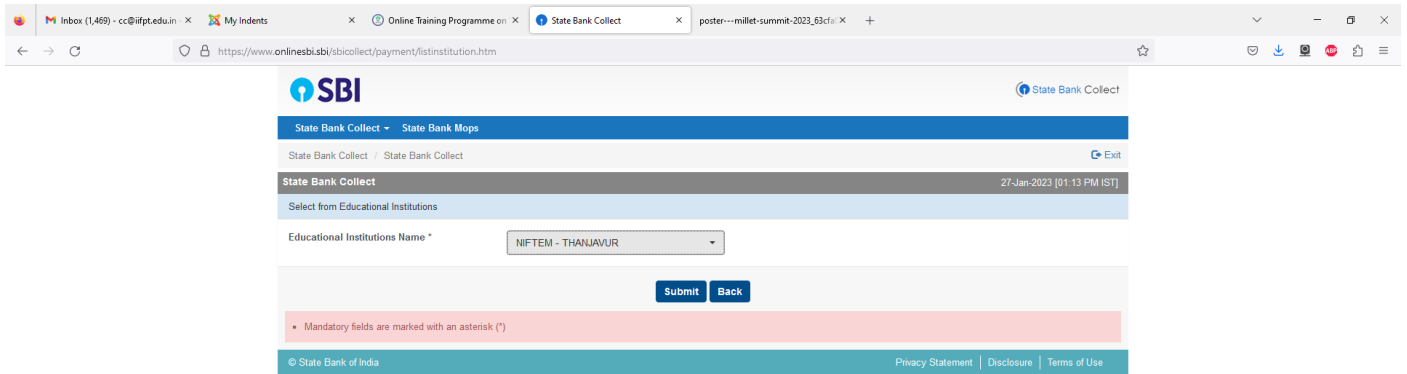 Inbox (1,469) - cc@iifpt.edu.in -
My Indents
Online Training Programme on
State Bank Collect
poster---millet-summit-2023_63cfa
https://www.onlinesbi.sbi/sbicollect/payment/listinstitution.htm
ABP
SBI
State Bank Collect
State Bank Collect State Bank Mops
State Bank Collect / State Bank Collect
Exit
State Bank Collect
27-Jan-2023 [01:13 PM IST]
Select from Educational Institutions
Educational Institutions Name *
NIFTEM - THANJAVUR
Submit Back
• Mandatory fields are marked with an asterisk (*)
© State Bank of India
Privacy Statement | Disclosure | Terms of Use